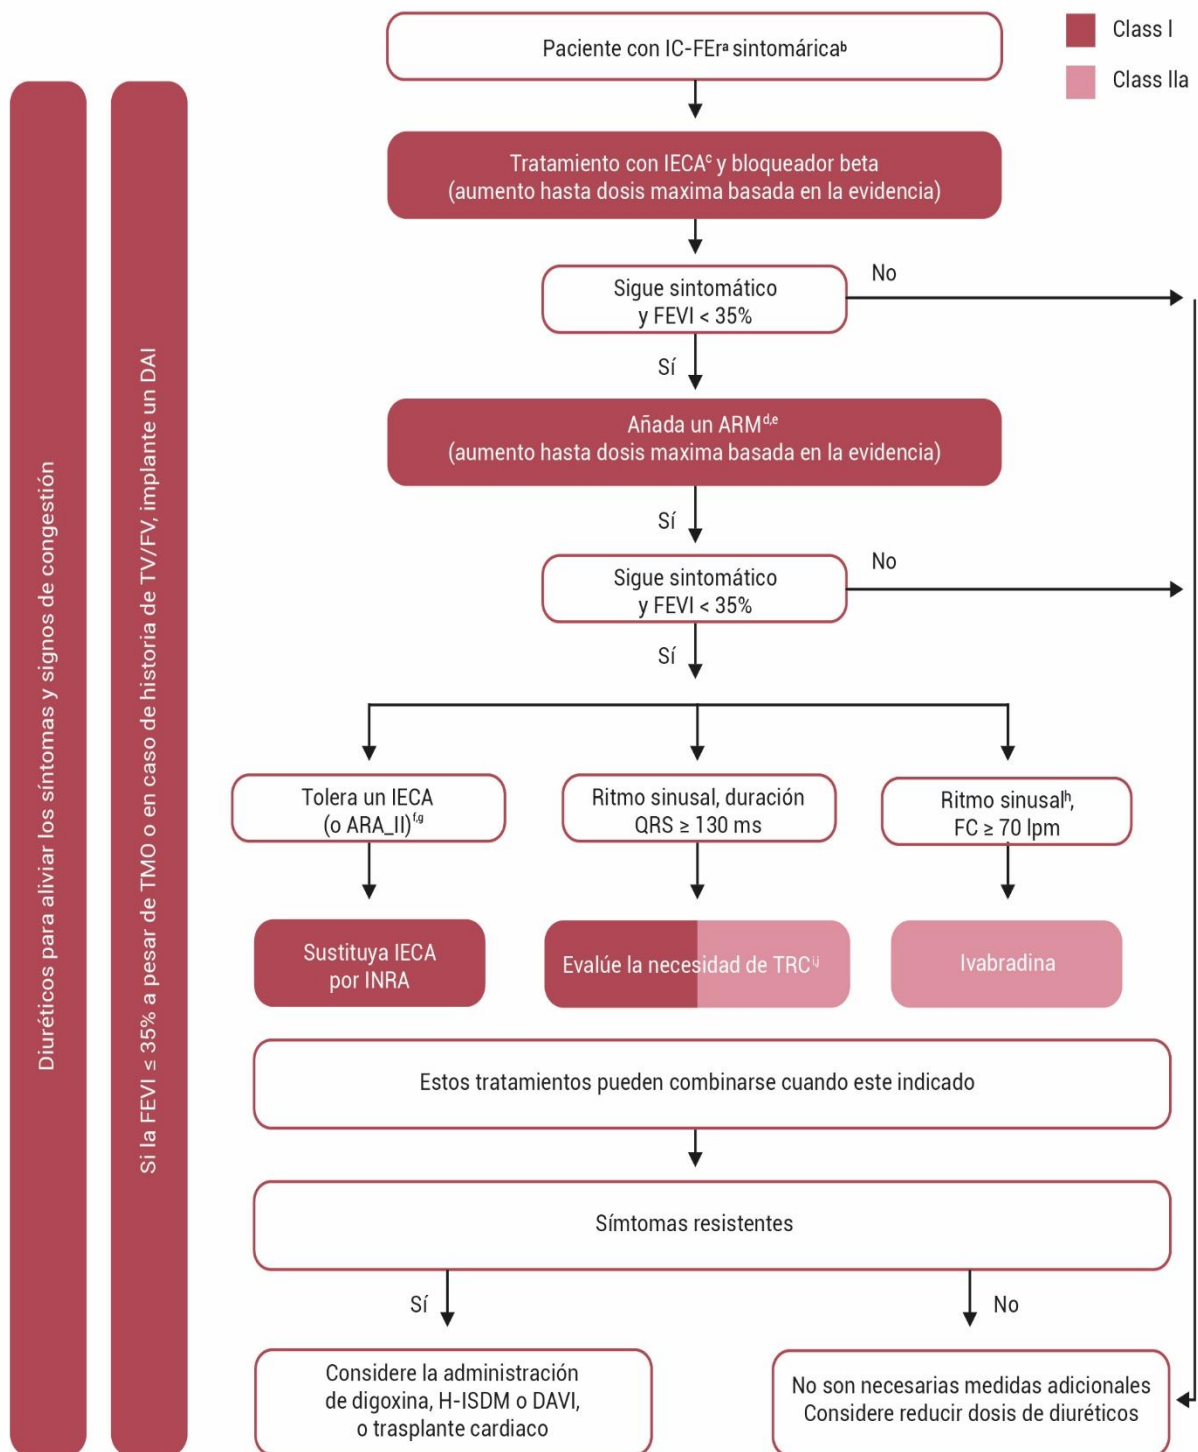 Class I
Class IIa
Paciente con IC-FErᵃ sintomáricaᵇ
Tratamiento con IECAᶜ y bloqueador beta
(aumento hasta dosis maxima basada en la evidencia)
Sigue sintomático
y FEVI < 35%
No
Sí
Añada un ARMᵈ,ᵉ
(aumento hasta dosis maxima basada en la evidencia)
Sí
Sigue sintomático
y FEVI < 35%
No
Sí
Tolera un IECA
(o ARA_II)ᶠ,ᵍ
Ritmo sinusal, duración
QRS ≥ 130 ms
Ritmo sinusalʰ,
FC ≥ 70 lpm
Sustituya IECA
por INRA
Evalúe la necesidad de TRCⁱʲ
Ivabradina
Estos tratamientos pueden combinarse cuando este indicado
Símtomas resistentes
Sí
No
Considere la administración
de digoxina, H-ISDM o DAVI,
o trasplante cardiaco
No son necesarias medidas adicionales
Considere reducir dosis de diuréticos
Diuréticos para aliviar los síntomas y signos de congestión
Si la FEVI ≤ 35% a pesar de TMO o en caso de historia de TV/FV, implante un DAI